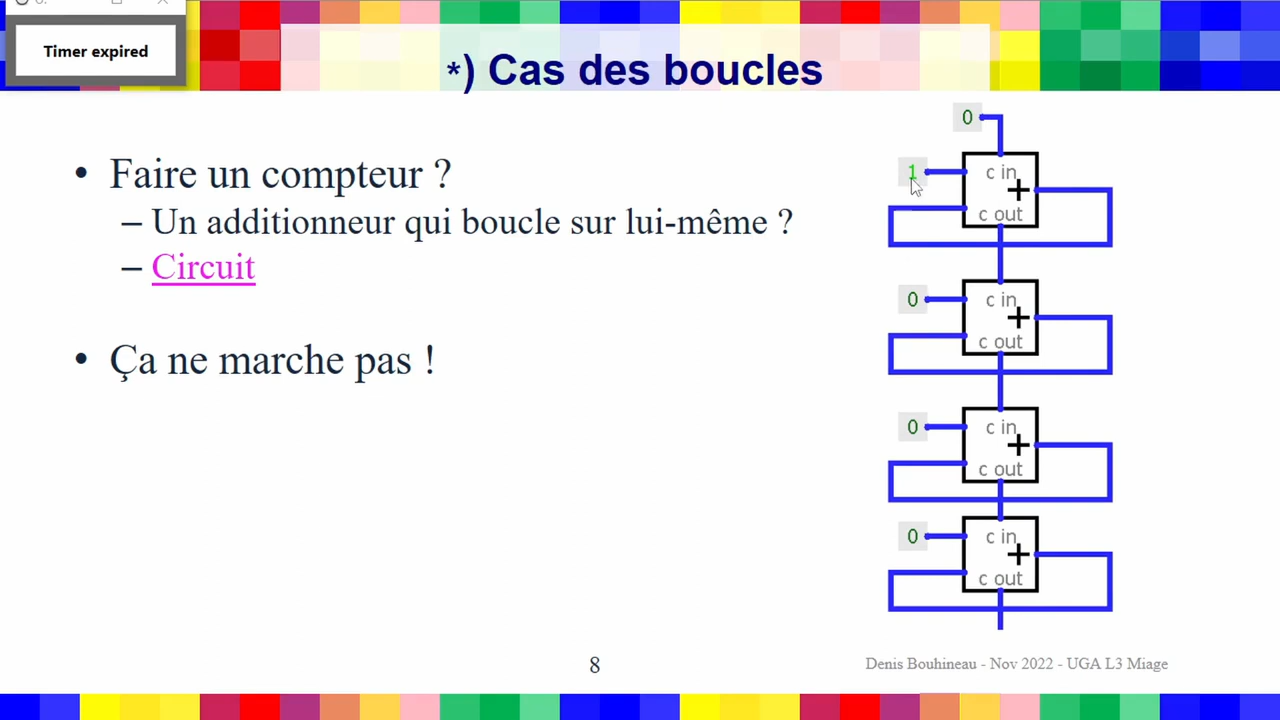 Timer expired
*) Cas des boucles
• Faire un compteur ?
– Un additionneur qui boucle sur lui-même ?
– Circuit
• Ça ne marche pas !
0
1
c in
+
c out
0
c in
+
c out
0
c in
+
c out
0
c in
+
c out
8
Denis Bouhineau - Nov 2022 - UGA L3 Miage